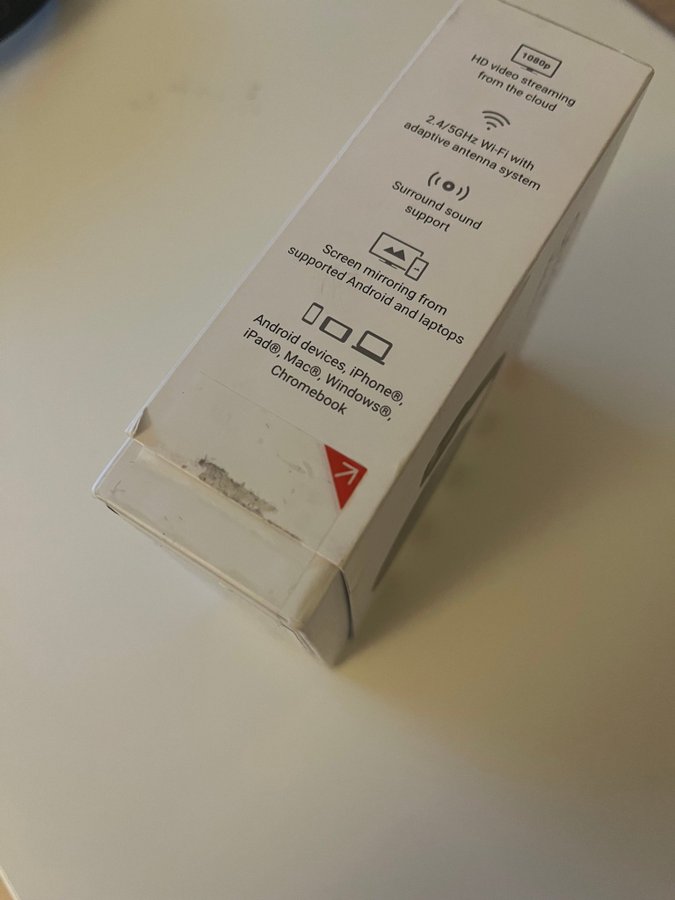 1080p
HD video streaming
from the cloud
2.4/5GHz Wi-Fi with
adaptive antenna system
Surround sound
support
Screen mirroring from
supported Android and laptops
Android devices, iPhone®,
iPad®, Mac®, Windows®,
Chromebook